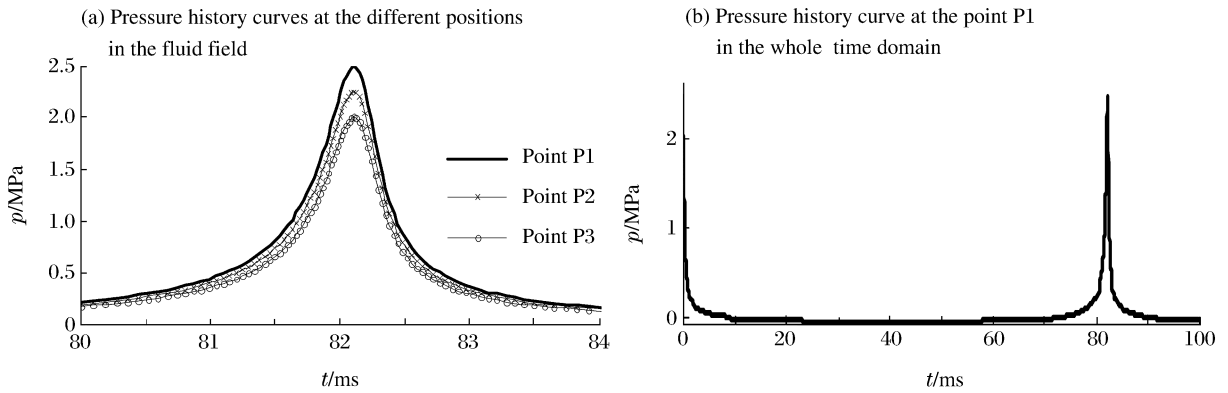 (a) Pressure history curves at the different positions
in the fluid field
2.5
2.0
1.5
1.0
0.5
0
p/MPa
Point P1
Point P2
Point P3
80 81 82 83 84
t/ms
(b) Pressure history curve at the point P1
in the whole time domain
2
1
0
p/MPa
0 20 40 60 80 100
t/ms